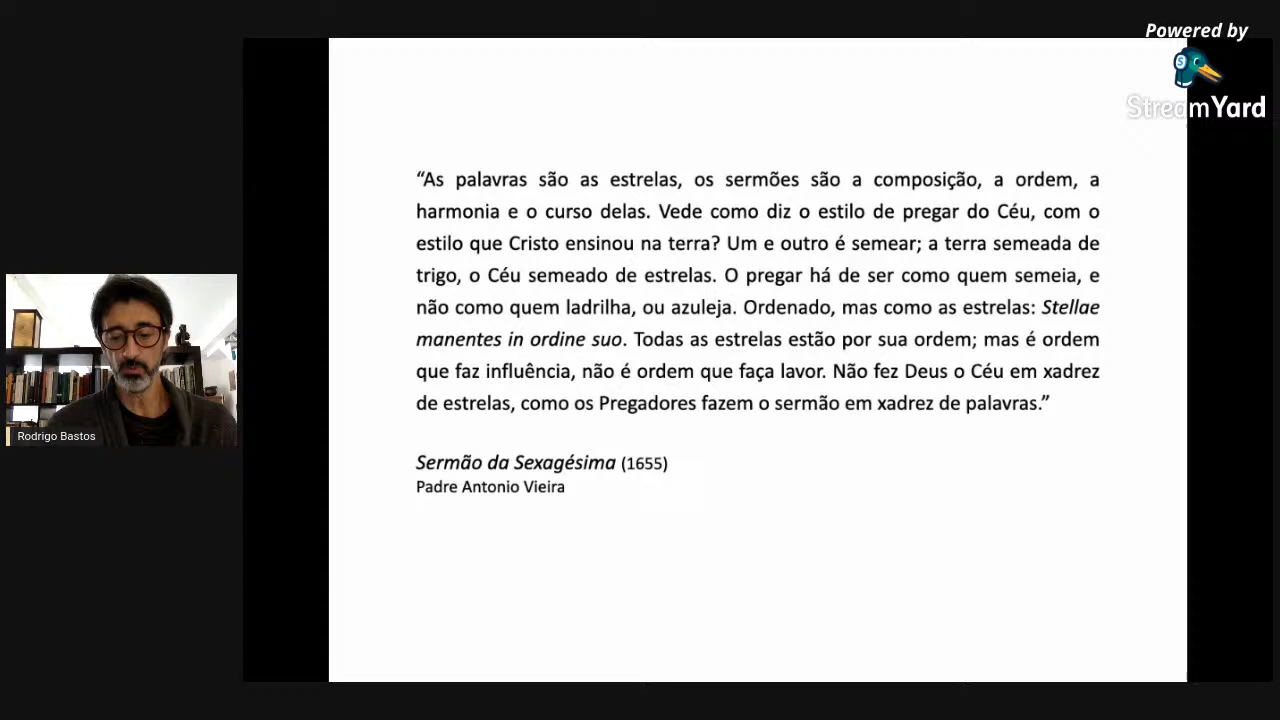 Powered by
StreamYard
“As palavras são as estrelas, os sermões são a composição, a ordem, a
harmonia e o curso delas. Vede como diz o estilo de pregar do Céu, com o
estilo que Cristo ensinou na terra? Um e outro é semear; a terra semeada de
trigo, o Céu semeado de estrelas. O pregar há de ser como quem semeia, e
não como quem ladrilha, ou azuleja. Ordenado, mas como as estrelas: Stellae
manentes in ordine suo. Todas as estrelas estão por sua ordem; mas é ordem
que faz influência, não é ordem que faça lavor. Não fez Deus o Céu em xadrez
de estrelas, como os Pregadores fazem o sermão em xadrez de palavras.”
Sermão da Sexagésima (1655)
Padre Antonio Vieira
Rodrigo Bastos